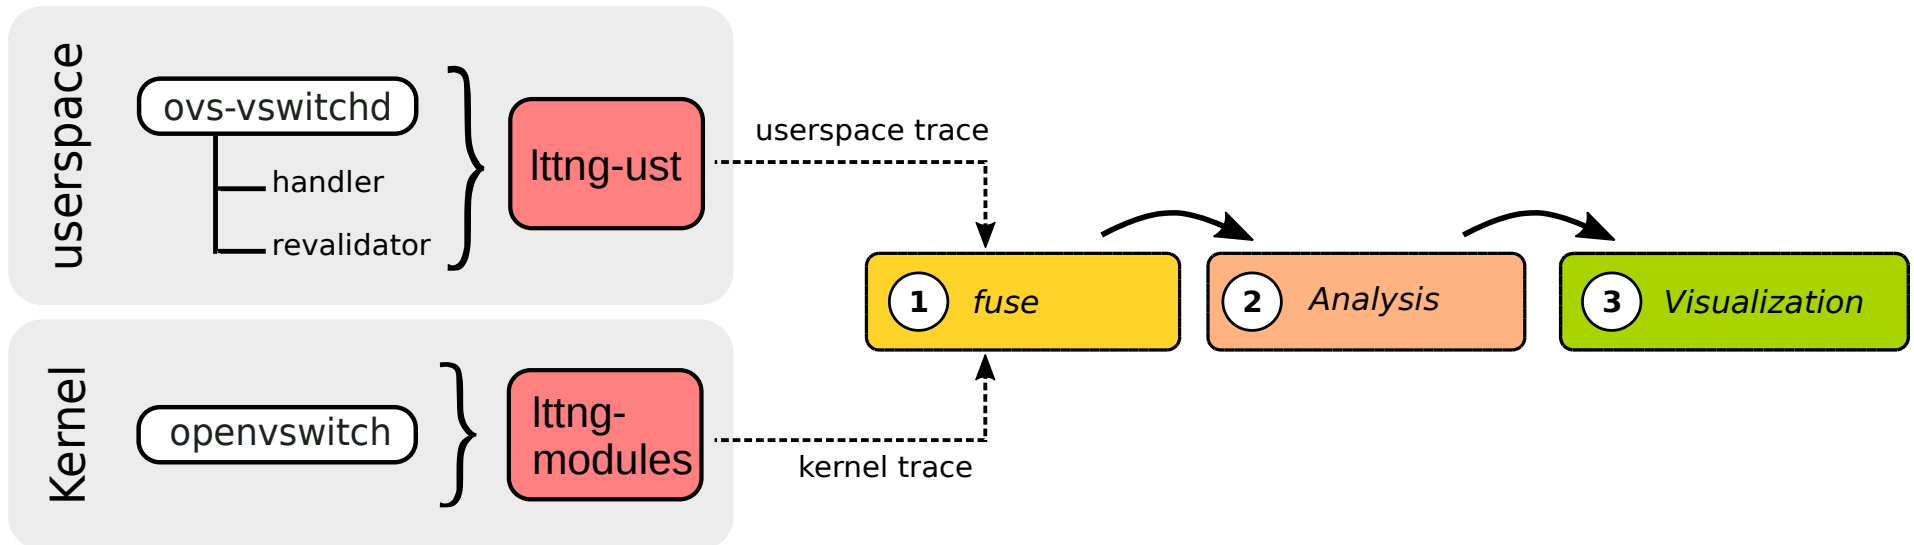 userspace
ovs-vswitchd
handler
revalidator
lttng-ust
userspace trace
Kernel
openvswitch
lttng-
modules
kernel trace
1 fuse
2 Analysis
3 Visualization